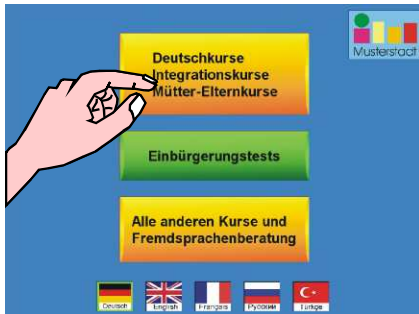 Musterstadt
Deutschkurse
Integrationskurse
Mütter-Elternkurse
Einbürgerungstests
Alle anderen Kurse und
Fremdsprachenberatung
Deutsch English Français Русский Türkçe